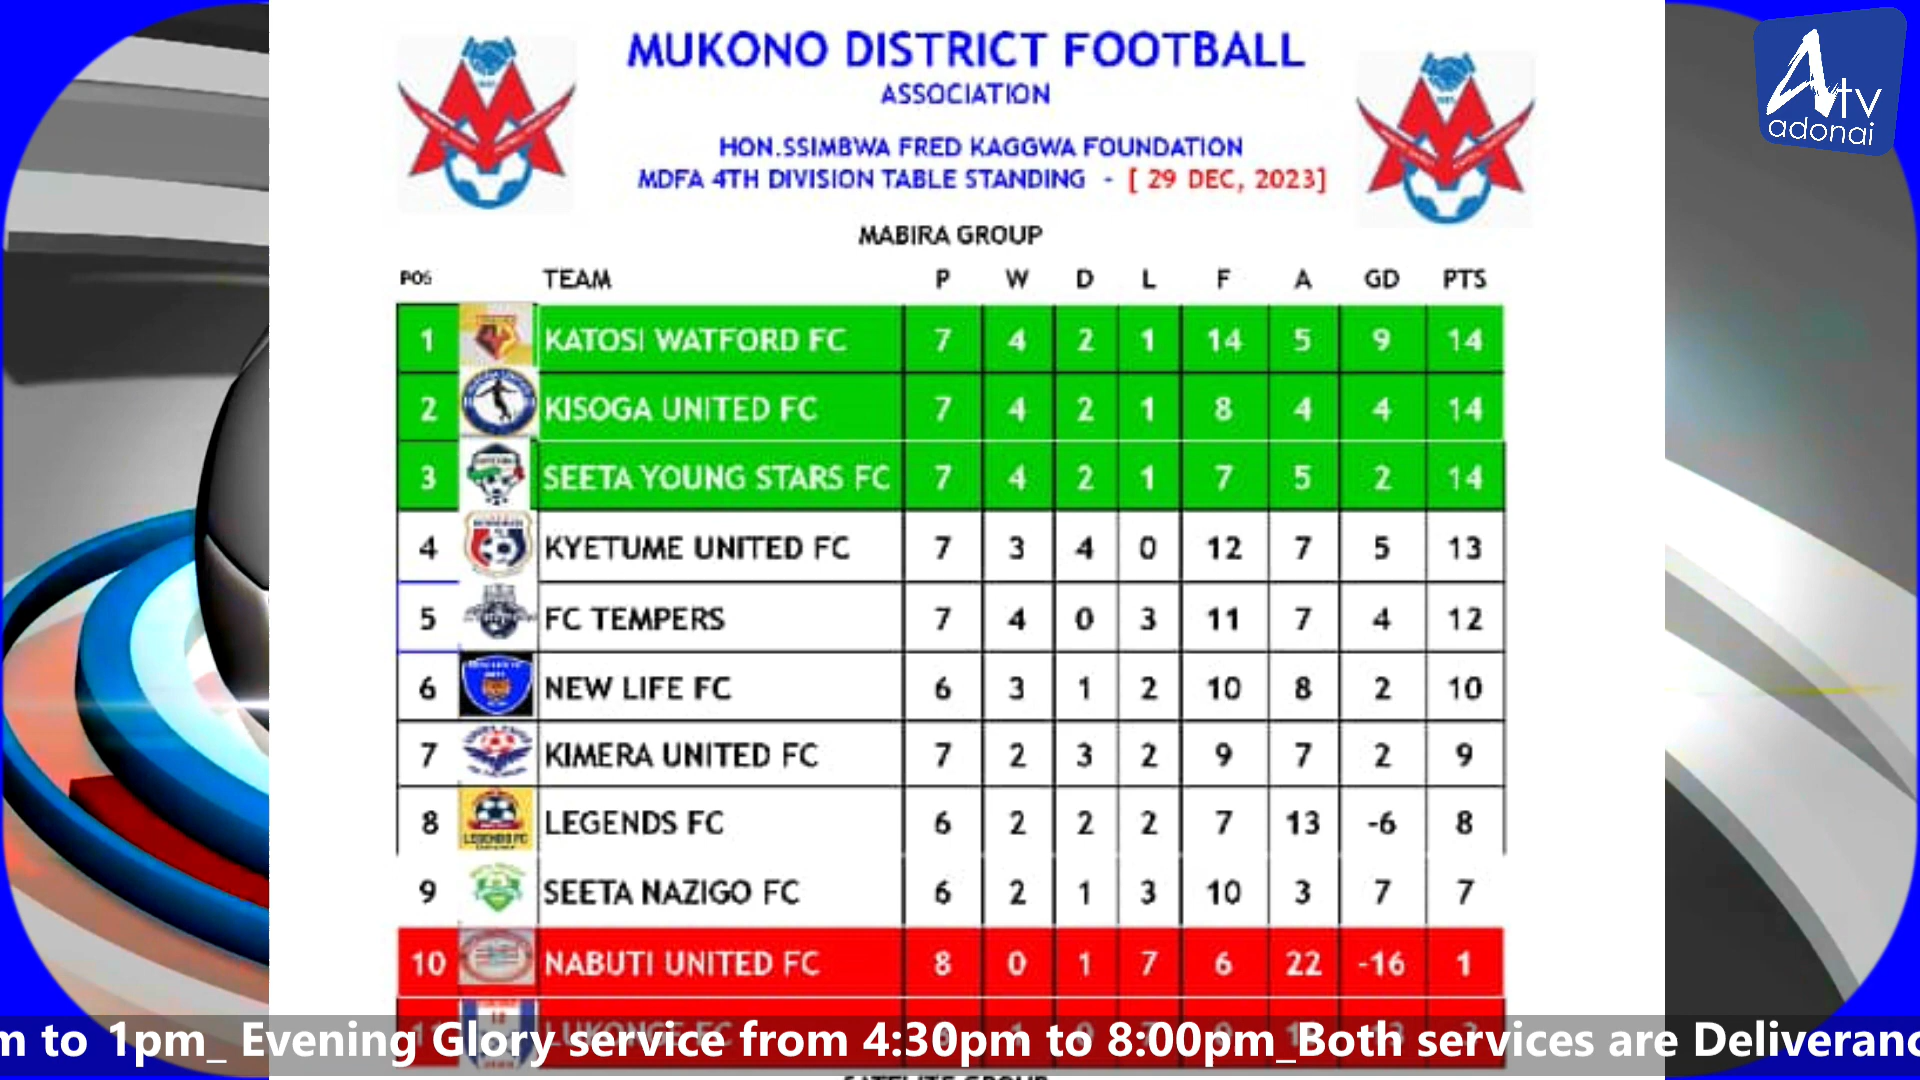 MUKONO DISTRICT FOOTBALL
ASSOCIATION
HON.SSIMBWA FRED KAGGWA FOUNDATION
MDFA 4TH DIVISION TABLE STANDING - [ 29 DEC, 2023]
MABIRA GROUP
POS TEAM P W D L F A GD PTS
1 KATOSI WATFORD FC 7 4 2 1 14 5 9 14
2 KISOGA UNITED FC 7 4 2 1 8 4 4 14
3 SEETA YOUNG STARS FC 7 4 2 1 7 5 2 14
4 KYETUME UNITED FC 7 3 4 0 12 7 5 13
5 FC TEMPERS 7 4 0 3 11 7 4 12
6 NEW LIFE FC 6 3 1 2 10 8 2 10
7 KIMERA UNITED FC 7 2 3 2 9 7 2 9
8 LEGENDS FC 6 2 2 2 7 13 -6 8
9 SEETA NAZIGO FC 6 2 1 3 10 3 7 7
10 NABUTI UNITED FC 8 0 1 7 6 22 -16 1
LUKONGE FC
m to 1pm_ Evening Glory service from 4:30pm to 8:00pm_Both services are Deliveranc
SATELITE GROUP
Atv
adonai